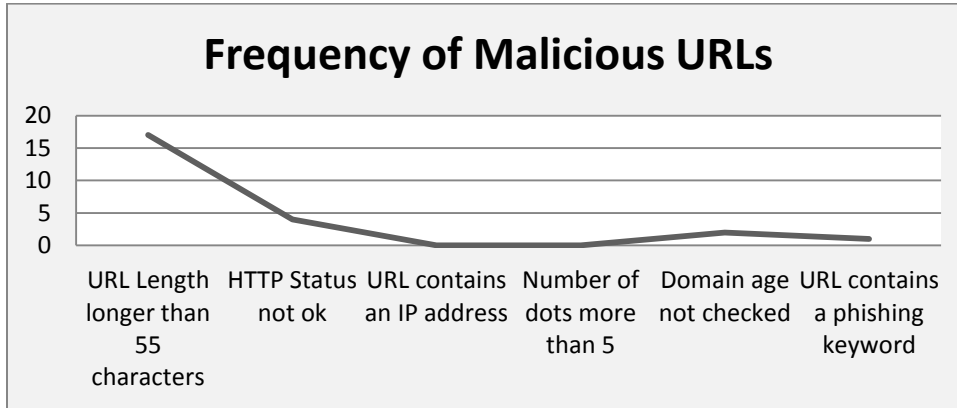 Frequency of Malicious URLs
20
15
10
5
0
URL Length
longer than
55
characters
HTTP Status
not ok
URL contains
an IP address
Number of
dots more
than 5
Domain age
not checked
URL contains
a phishing
keyword